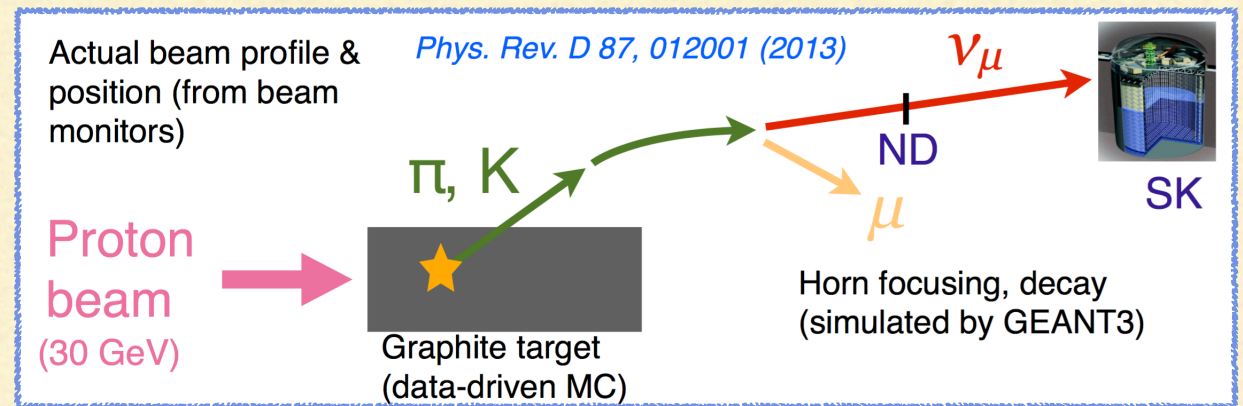 Actual beam profile &
position (from beam
monitors)
Phys. Rev. D 87, 012001 (2013)
νμ
ND
SK
π, K
μ
Proton
beam
(30 GeV)
Graphite target
(data-driven MC)
Horn focusing, decay
(simulated by GEANT3)